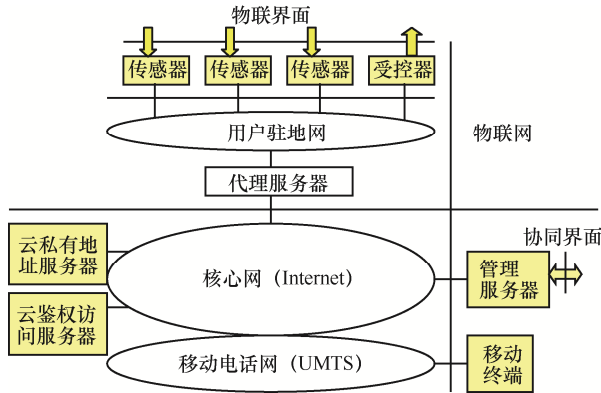 物联界面
传感器 传感器 传感器 受控器
用户驻地网
物联网
代理服务器
云私有地
址服务器
核心网（Internet）
协同界面
管理
服务器
云鉴权访
问服务器
移动电话网（UMTS）
移动
终端